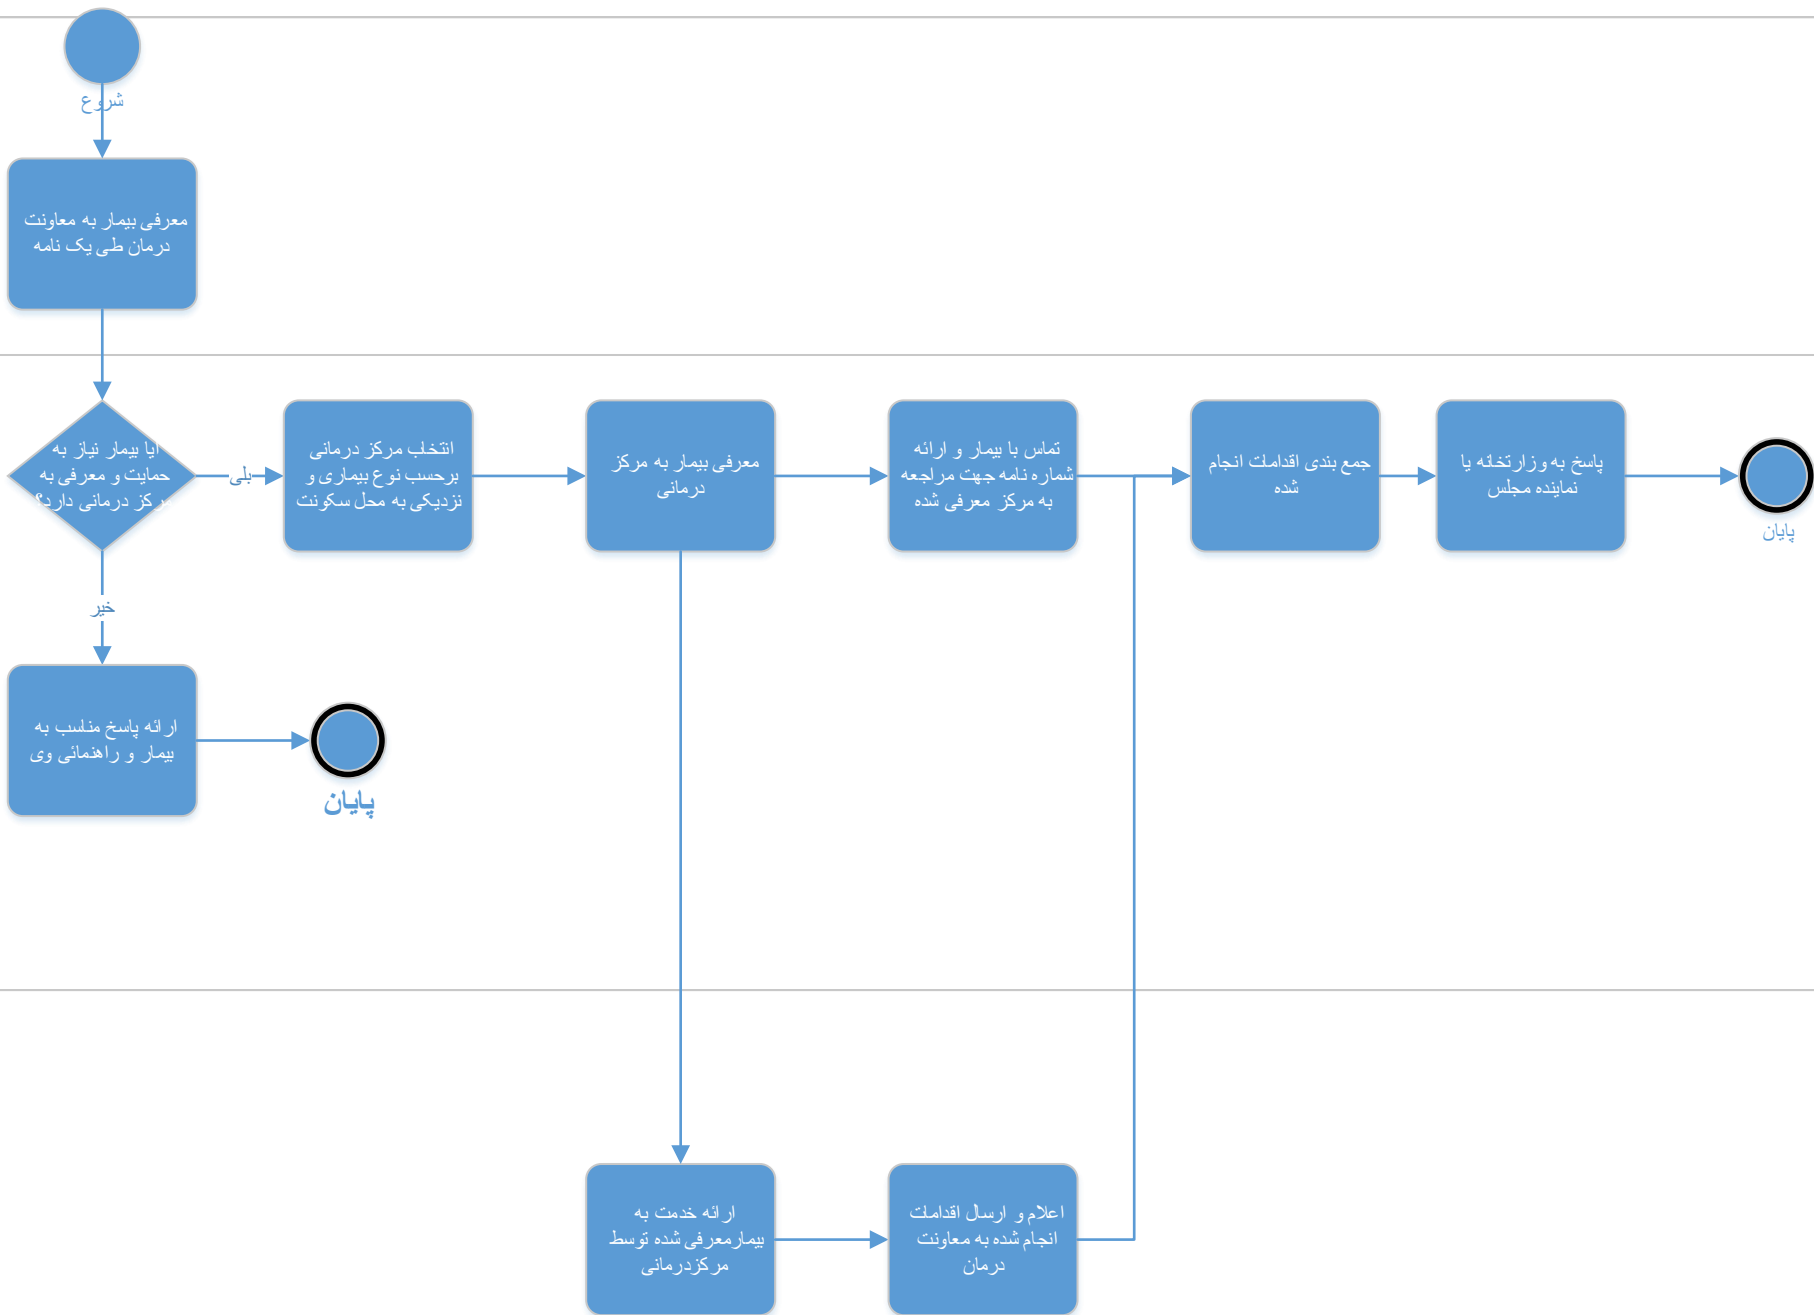 شروع
معرفی بیمار به معاونت
درمان طی یک نامه
آیا بیمار نیاز به
حمایت و معرفی به
مرکز درمانی دارد؟
بلی
انتخاب مرکز درمانی
برحسب نوع بیماری و
نزدیکی به محل سکونت
معرفی بیمار به مرکز
درمانی
تماس با بیمار و ارائه
شماره نامه جهت مراجعه
به مرکز معرفی شده
جمع بندی اقدامات انجام
شده
پاسخ به وزارتخانه یا
نماینده مجلس
پایان
خیر
ارائه پاسخ مناسب به
بیمار و راهنمائی وی
پایان
ارائه خدمت به
بیمارمعرفی شده توسط
مرکزدرمانی
اعلام و ارسال اقدامات
انجام شده به معاونت
درمان